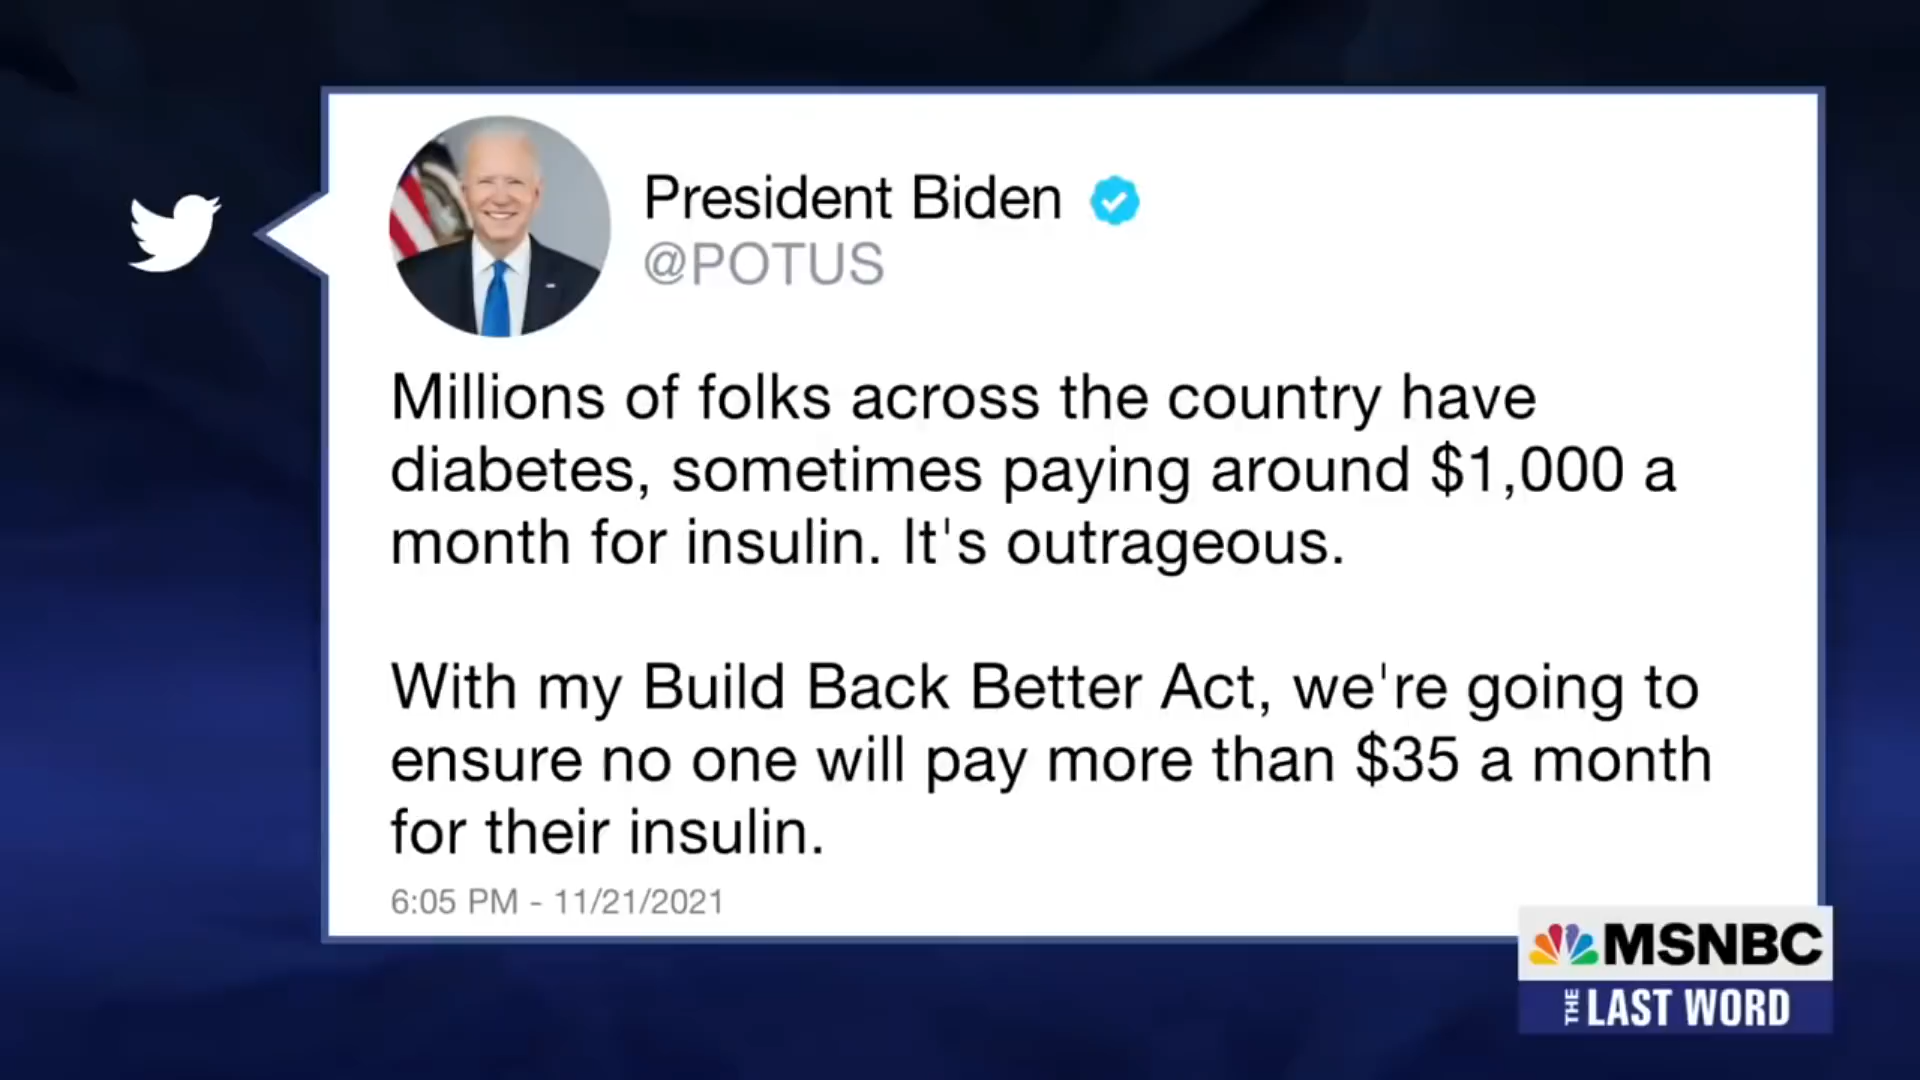 President Biden
@POTUS
Millions of folks across the country have
diabetes, sometimes paying around $1,000 a
month for insulin. It's outrageous.
With my Build Back Better Act, we're going to
ensure no one will pay more than $35 a month
for their insulin.
6:05 PM - 11/21/2021
MSNBC
THE LAST WORD